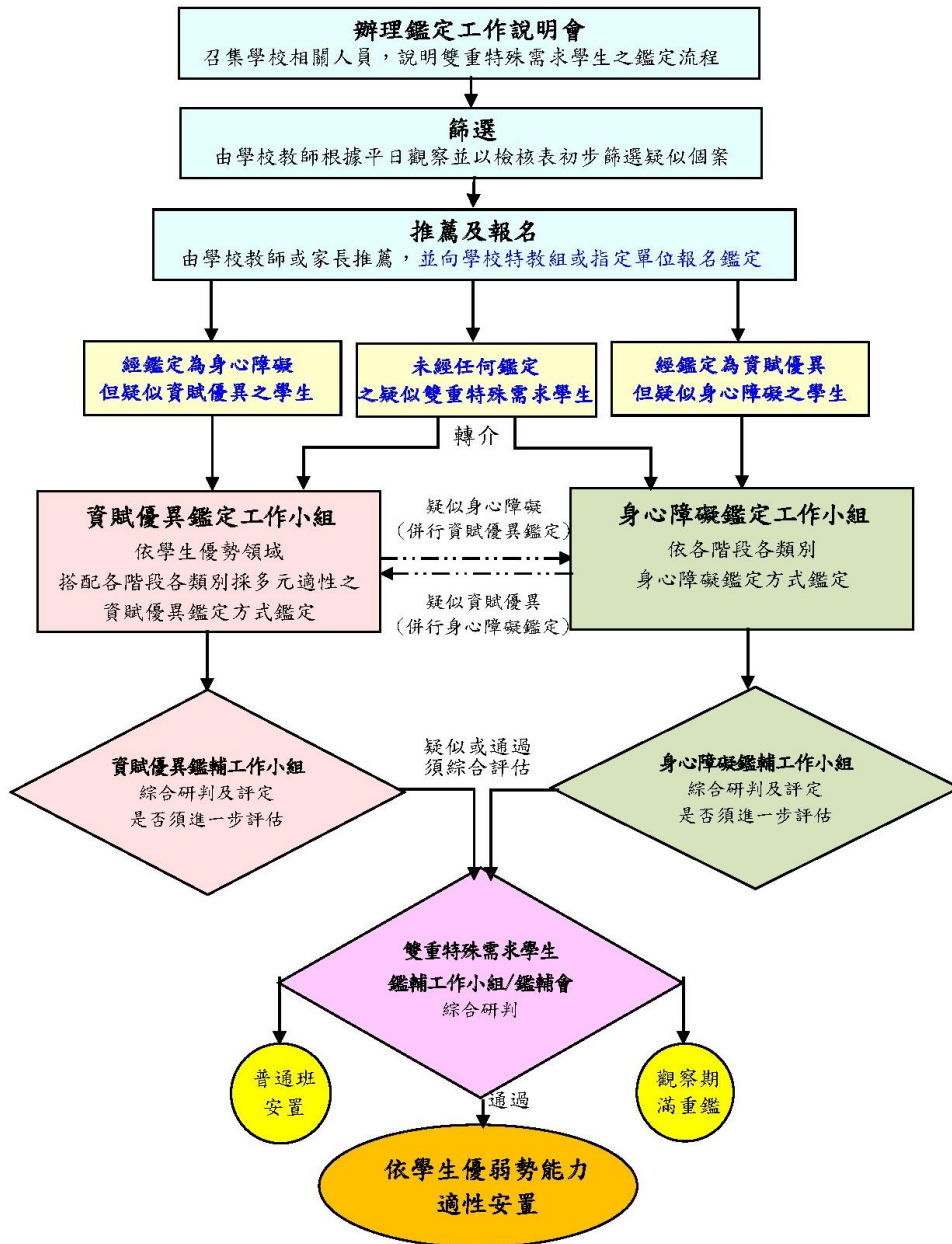 辦理鑑定工作說明會
召集學校相關人員，說明雙重特殊需求學生之鑑定流程
篩選
由學校教師根據平日觀察並以檢核表初步篩選疑似個案
推薦及報名
由學校教師或家長推薦，並向學校特教組或指定單位報名鑑定
經鑑定為身心障礙
但疑似資賦優異之學生
未經任何鑑定
之疑似雙重特殊需求學生
經鑑定為資賦優異
但疑似身心障礙之學生
轉介
資賦優異鑑定工作小組
依學生優勢領域
搭配各階段各類別採多元適性之
資賦優異鑑定方式鑑定
疑似身心障礙
(併行資賦優異鑑定)
疑似資賦優異
(併行身心障礙鑑定)
身心障礙鑑定工作小組
依各階段各類別
身心障礙鑑定方式鑑定
資賦優異鑑輔工作小組
綜合研判及評定
是否須進一步評估
疑似或通過
須綜合評估
身心障礙鑑輔工作小組
綜合研判及評定
是否須進一步評估
雙重特殊需求學生
鑑輔工作小組/鑑輔會
綜合研判
普通班
安置
觀察期
滿重鑑
通過
依學生優弱勢能力
適性安置